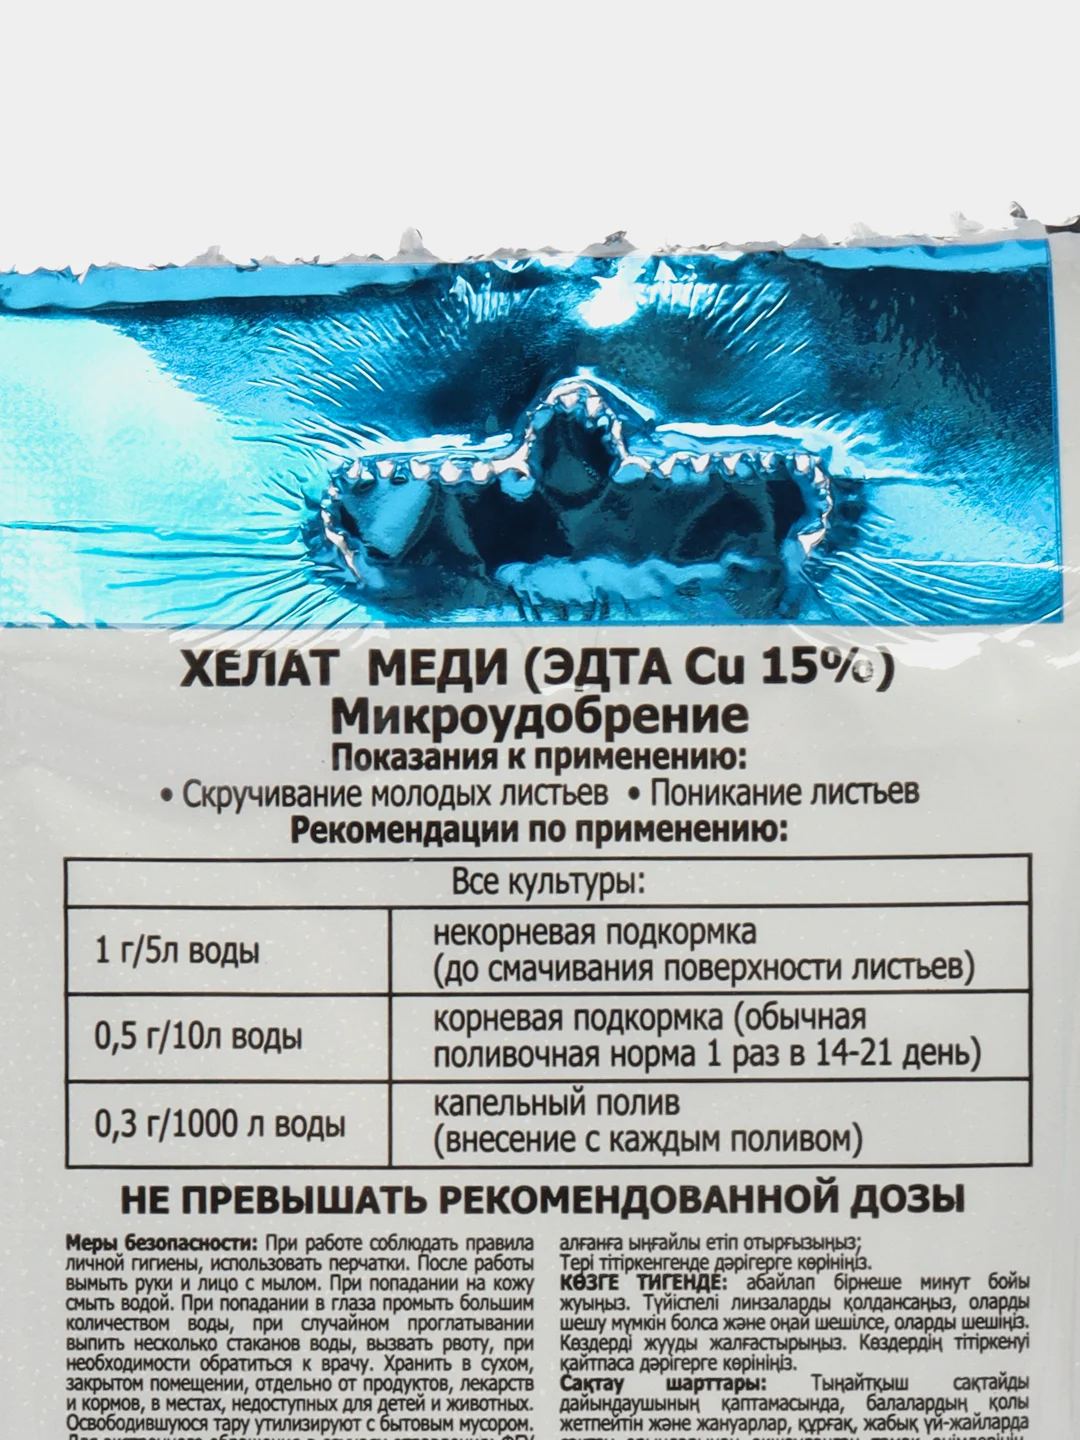 ХЕЛАТ МЕДИ (ЭДТА Cu 15%)
Микроудобрение
Показания к применению:
• Скручивание молодых листьев • Поникание листьев
Рекомендации по применению:
Все культуры:
1 г/5л воды
некорневая подкормка
(до смачивания поверхности листьев)
0,5 г/10л воды
корневая подкормка (обычная
поливочная норма 1 раз в 14-21 день)
0,3 г/1000 л воды
капельный полив
(внесение с каждым поливом)
НЕ ПРЕВЫШАТЬ РЕКОМЕНДОВАННОЙ ДОЗЫ
Меры безопасности: При работе соблюдать правила
личной гигиены, использовать перчатки. После работы
вымыть руки и лицо с мылом. При попадании на кожу
смыть водой. При попадании в глаза промыть большим
количеством воды, при случайном проглатывании
выпить несколько стаканов воды, вызвать рвоту, при
необходимости обратиться к врачу. Хранить в сухом,
закрытом помещении, отдельно от продуктов, лекарств
и кормов, в местах, недоступных для детей и животных.
Освободившуюся тару утилизируют с бытовым мусором.
алғанға ыңғайлы етіп отырғызыңыз;
Тері тітіркенгенде дәрігерге көрініңіз.
КӨЗГЕ ТИГЕНДЕ: абайлап бірнеше минут бойы
жуыңыз. Түйіспелі линзаларды қолдансаңыз, оларды
шешу мүмкін болса және оңай шешілсе, оларды шешіңіз.
Көздерді жууды жалғастырыңыз. Көздердің тітіркенуі
қайтпаса дәрігерге көрініңіз.
Сақтау шарттары: Тыңайтқыш сақтайды
дайындаушының қаптамасында, балалардың қолы
жетпейтін және жануарлар, құрғақ, жабық үй-жайларда